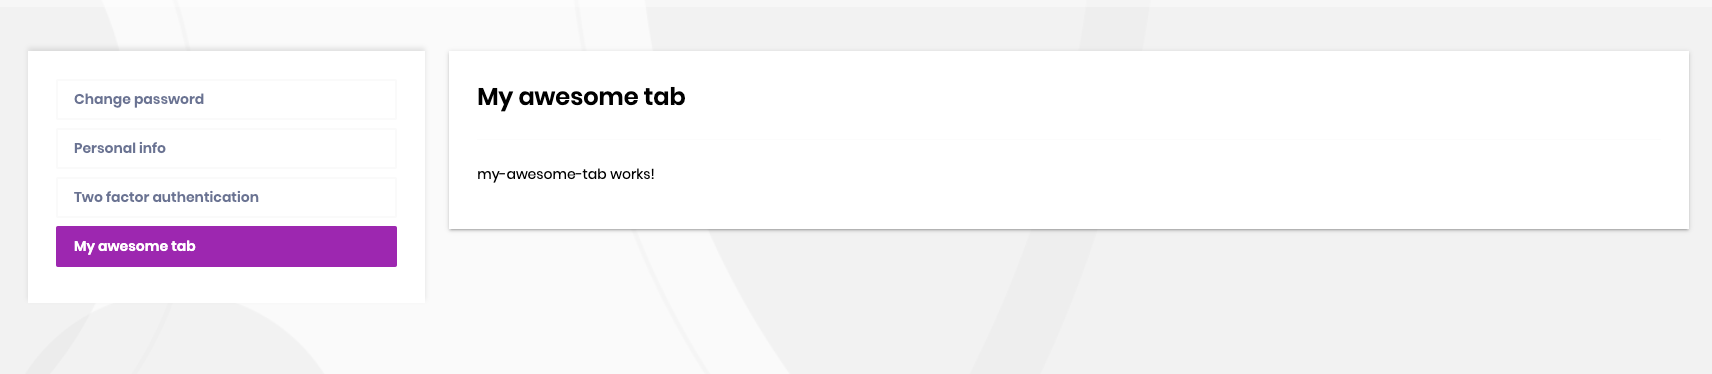 Change password
Personal info
Two factor authentication
My awesome tab
My awesome tab
my-awesome-tab works!